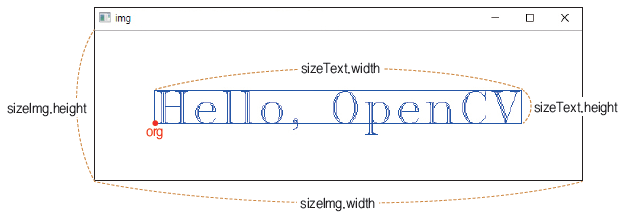 img
sizeText.width
sizeImg.height
Hello, OpenCV
sizeText.height
org
sizeImg.width